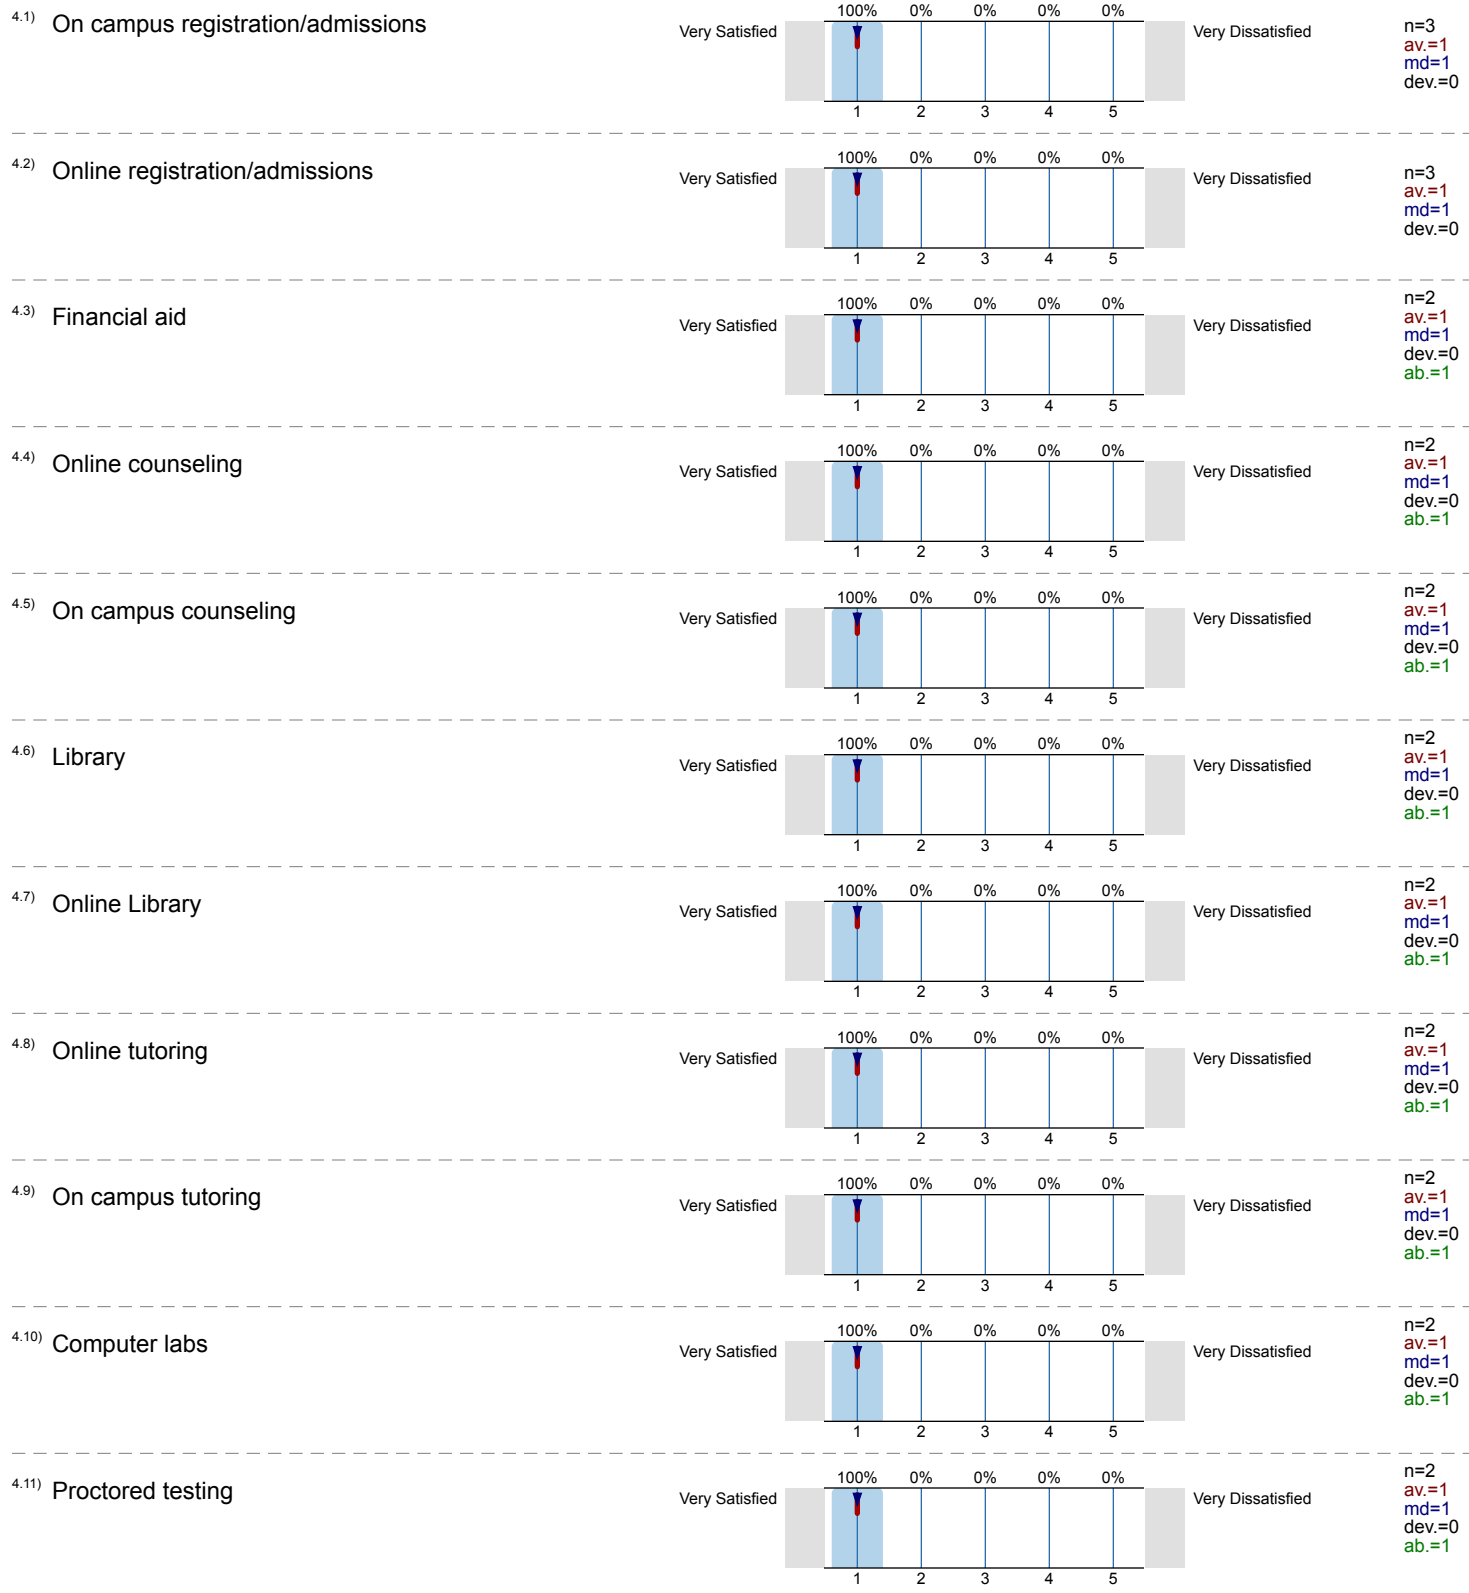 4.1) On campus registration/admissions
100% 0% 0% 0% 0%
Very Satisfied Very Dissatisfied
1 2 3 4 5
n=3
av.=1
md=1
dev.=0
4.2) Online registration/admissions
100% 0% 0% 0% 0%
Very Satisfied Very Dissatisfied
1 2 3 4 5
n=3
av.=1
md=1
dev.=0
4.3) Financial aid
100% 0% 0% 0% 0%
Very Satisfied Very Dissatisfied
1 2 3 4 5
n=2
av.=1
md=1
dev.=0
ab.=1
4.4) Online counseling
100% 0% 0% 0% 0%
Very Satisfied Very Dissatisfied
1 2 3 4 5
n=2
av.=1
md=1
dev.=0
ab.=1
4.5) On campus counseling
100% 0% 0% 0% 0%
Very Satisfied Very Dissatisfied
1 2 3 4 5
n=2
av.=1
md=1
dev.=0
ab.=1
4.6) Library
100% 0% 0% 0% 0%
Very Satisfied Very Dissatisfied
1 2 3 4 5
n=2
av.=1
md=1
dev.=0
ab.=1
4.7) Online Library
100% 0% 0% 0% 0%
Very Satisfied Very Dissatisfied
1 2 3 4 5
n=2
av.=1
md=1
dev.=0
ab.=1
4.8) Online tutoring
100% 0% 0% 0% 0%
Very Satisfied Very Dissatisfied
1 2 3 4 5
n=2
av.=1
md=1
dev.=0
ab.=1
4.9) On campus tutoring
100% 0% 0% 0% 0%
Very Satisfied Very Dissatisfied
1 2 3 4 5
n=2
av.=1
md=1
dev.=0
ab.=1
4.10) Computer labs
100% 0% 0% 0% 0%
Very Satisfied Very Dissatisfied
1 2 3 4 5
n=2
av.=1
md=1
dev.=0
ab.=1
4.11) Proctored testing
100% 0% 0% 0% 0%
Very Satisfied Very Dissatisfied
1 2 3 4 5
n=2
av.=1
md=1
dev.=0
ab.=1